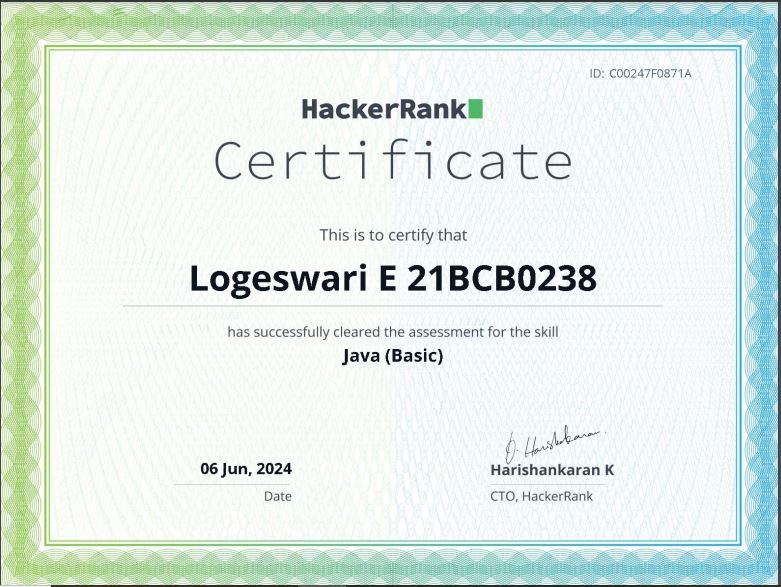 ID: C00247F0871A
HackerRank
Certificate
This is to certify that
Logeswari E 21BCB0238
has successfully cleared the assessment for the skill
Java (Basic)
06 Jun, 2024
Date
Harishankaran K
CTO, HackerRank